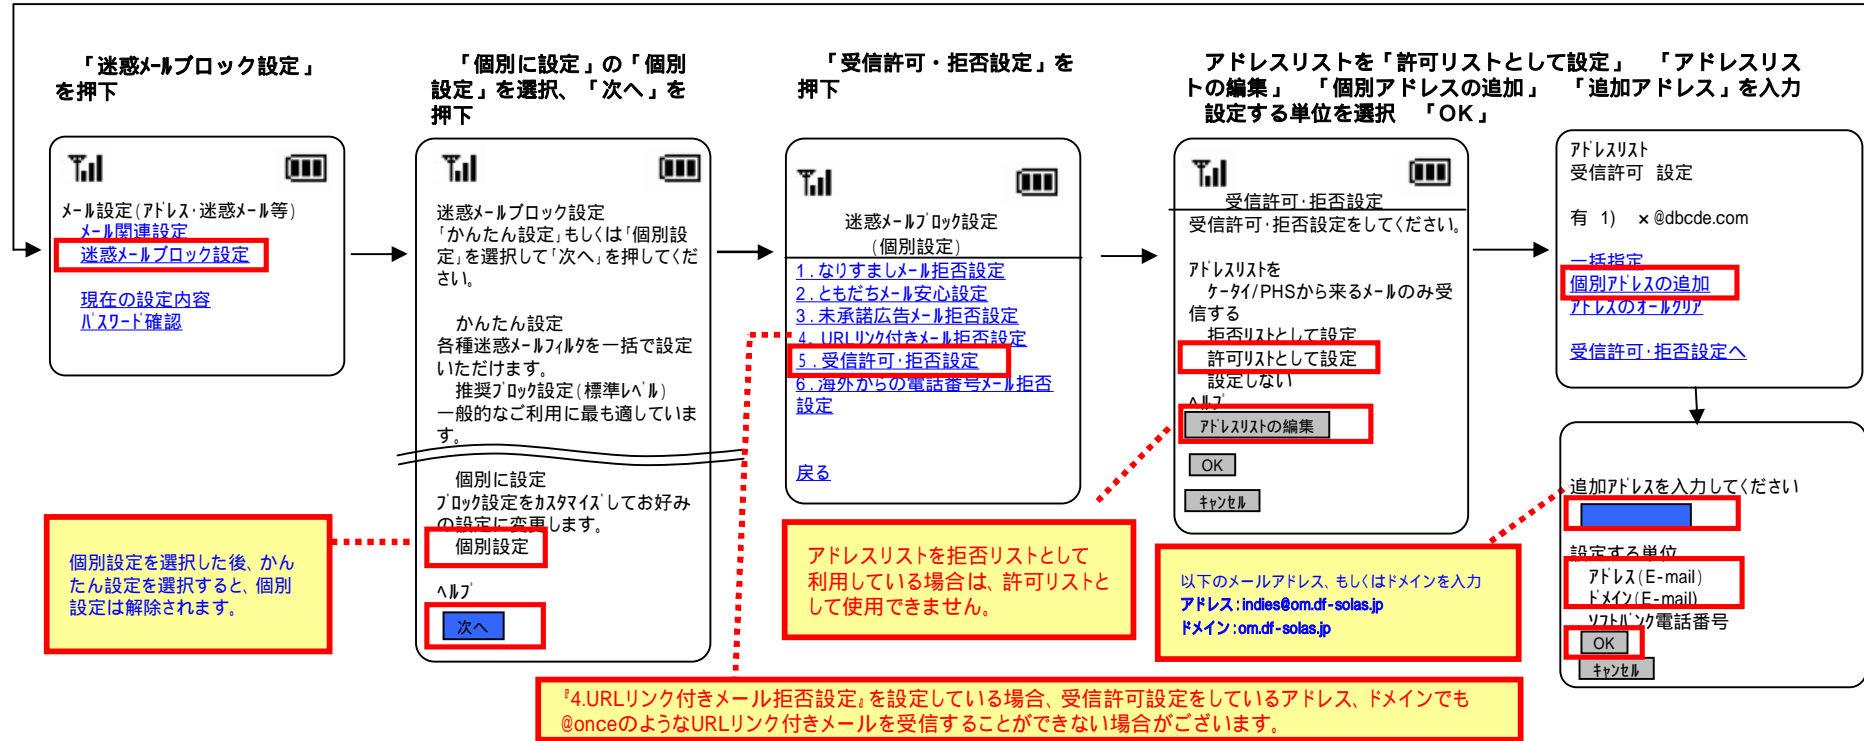 「迷惑ﾒｰﾙブロック設定」
を押下
「個別に設定」の「個別
設定」を選択、「次へ」を
押下
「受信許可・拒否設定」を
押下
アドレスリストを「許可リストとして設定」　「アドレスリス
トの編集」　「個別アドレスの追加」　「追加アドレス」を入力
設定する単位を選択　「OK」
ﾒｰﾙ設定(ｱﾄﾞﾚｽ･迷惑ﾒｰﾙ等)
ﾒｰﾙ関連設定
迷惑ﾒｰﾙブロック設定
現在の設定内容
ﾊﾟｽﾜｰﾄﾞ確認
迷惑ﾒｰﾙブロック設定
「かんたん設定」もしくは「個別設
定」を選択して「次へ」を押してくだ
さい。
かんたん設定
各種迷惑ﾒｰﾙﾌｨﾙﾀを一括で設定
いただけます。
推奨ﾌﾞﾛｯｸ設定(標準ﾚﾍﾞﾙ)
一般的なご利用に最も適していま
す。
個別に設定
ﾌﾞﾛｯｸ設定をｶｽﾀﾏｲｽﾞしてお好み
の設定に変更します。
個別設定
ﾍﾙﾌﾟ
次へ
迷惑ﾒｰﾙﾌﾞﾛｯｸ設定
(個別設定)
1.なりすましﾒｰﾙ拒否設定
2.ともだちﾒｰﾙ安心設定
3.未承諾広告ﾒｰﾙ拒否設定
4.URLﾘﾝｸ付きﾒｰﾙ拒否設定
5.受信許可･拒否設定
6.海外からの電話番号ﾒｰﾙ拒否
設定
戻る
受信許可･拒否設定
受信許可･拒否設定をしてください。
ｱﾄﾞﾚｽﾘｽﾄを
ｹｰﾀｲ/PHSから来るﾒｰﾙのみ受
信する
拒否ﾘｽﾄとして設定
許可ﾘｽﾄとして設定
設定しない
ﾍﾙﾌﾟ
ｱﾄﾞﾚｽﾘｽﾄの編集
OK
ｷｬﾝｾﾙ
ｱﾄﾞﾚｽﾘｽﾄ
受信許可 設定
有 1)　×@dbcde.com
一括指定
個別ｱﾄﾞﾚｽの追加
ｱﾄﾞﾚｽのｵｰﾙｸﾘｱ
受信許可･拒否設定へ
追加ｱﾄﾞﾚｽを入力してください
設定する単位
ｱﾄﾞﾚｽ(E-mail)
ﾄﾞﾒｲﾝ(E-mail)
ｿﾌﾄﾊﾞﾝｸ電話番号
OK
ｷｬﾝｾﾙ
個別設定を選択した後、かん
たん設定を選択すると、個別
設定は解除されます。
アドレスリストを拒否リストとして
利用している場合は、許可リストと
して使用できません。
以下のメールアドレス、もしくはドメインを入力
アドレス：indies@om.df-solas.jp
ドメイン：om.df-solas.jp
『4.URLリンク付きメール拒否設定』を設定している場合、受信許可設定をしているアドレス、ドメインでも
@onceのようなURLリンク付きメールを受信することができない場合がございます。